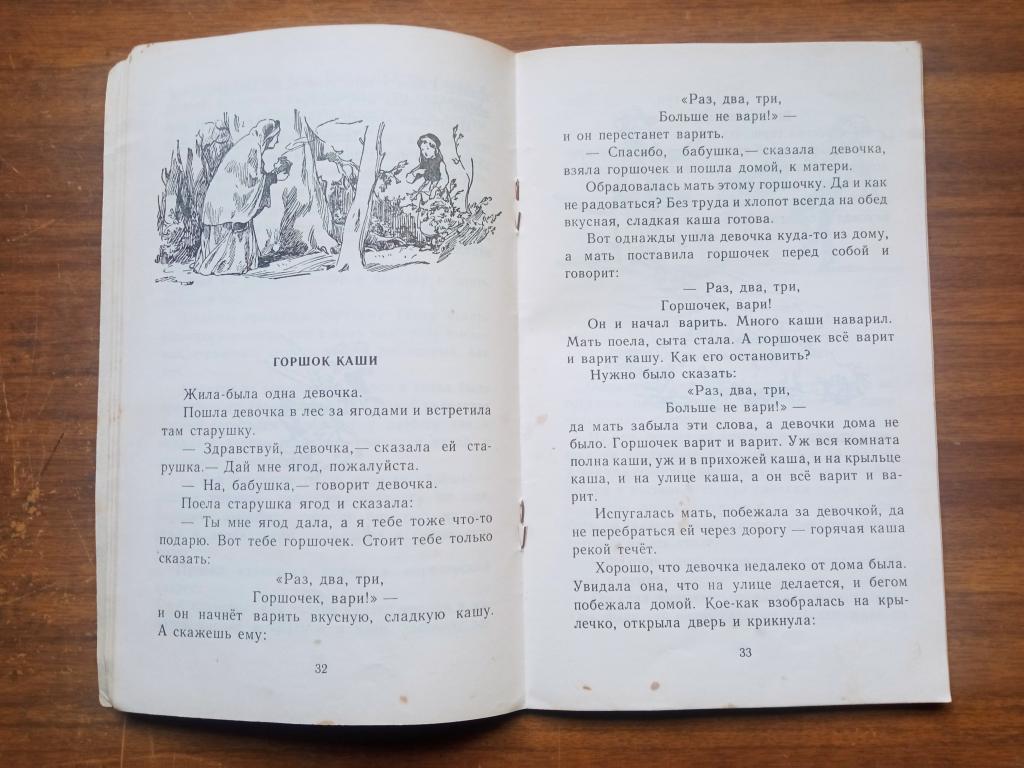 ГОРШОК КАШИ
Жила-была одна девочка.
Пошла девочка в лес за ягодами и встретила
там старушку.
— Здравствуй, девочка,— сказала ей ста-
рушка.— Дай мне ягод, пожалуйста.
— На, бабушка,— говорит девочка.
Поела старушка ягод и сказала:
— Ты мне ягод дала, а я тебе тоже что-то
подарю. Вот тебе горшочек. Стоит тебе только
сказать:
«Раз, два, три,
Горшочек, вари!» —
и он начнёт варить вкусную, сладкую кашу.
А скажешь ему:
32
«Раз, два, три,
Больше не вари!» —
и он перестанет варить.
— Спасибо, бабушка,— сказала девочка,
взяла горшочек и пошла домой, к матери.
Обрадовалась мать этому горшочку. Да и как
не радоваться? Без труда и хлопот всегда на обед
вкусная, сладкая каша готова.
Вот однажды ушла девочка куда-то из дому,
а мать поставила горшочек перед собой и
говорит:
— Раз, два, три,
Горшочек, вари!
Он и начал варить. Много каши наварил.
Мать поела, сыта стала. А горшочек всё варит
и варит кашу. Как его остановить?
Нужно было сказать:
«Раз, два, три,
Больше не вари!» —
да мать забыла эти слова, а девочки дома не
было. Горшочек варит и варит. Уж вся комната
полна каши, уж и в прихожей каша, и на крыльце
каша, и на улице каша, а он всё варит и ва-
рит.
Испугалась мать, побежала за девочкой, да
не перебраться ей через дорогу — горячая каша
рекой течёт.
Хорошо, что девочка недалеко от дома была.
Увидала она, что на улице делается, и бегом
побежала домой. Кое-как взобралась на кры-
лечко, открыла дверь и крикнула:
33